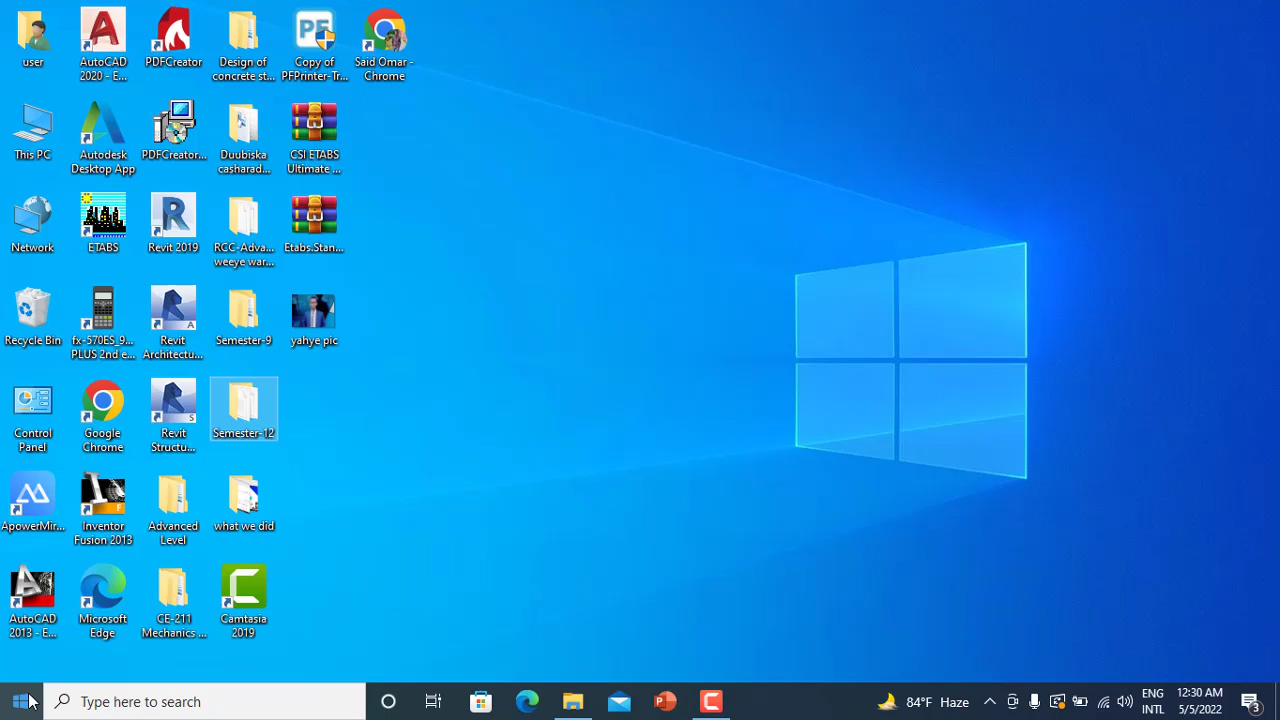 user
AutoCAD
2020 - E...
PDFCreator
Design of
concrete st...
Copy of
PFPrinter-Tr...
Said Omar -
Chrome
This PC
Autodesk
Desktop App
PDFCreator...
Duubiska
casharad...
CSI ETABS
Ultimate ...
Network
ETABS
Revit 2019
RCC-Adva...
weeye war...
Etabs.Stan...
Recycle Bin
fx-570ES_9...
PLUS 2nd e...
Revit
Architectu...
Semester-9
yahye pic
Control
Panel
Google
Chrome
Revit
Structu...
Semester-12
ApowerMir...
Inventor
Fusion 2013
Advanced
Level
what we did
AutoCAD
2013 - E...
Microsoft
Edge
CE-211
Mechanics ...
Camtasia
2019
Type here to search
84°F Haze
ENG
INTL
12:30 AM
5/5/2022
3